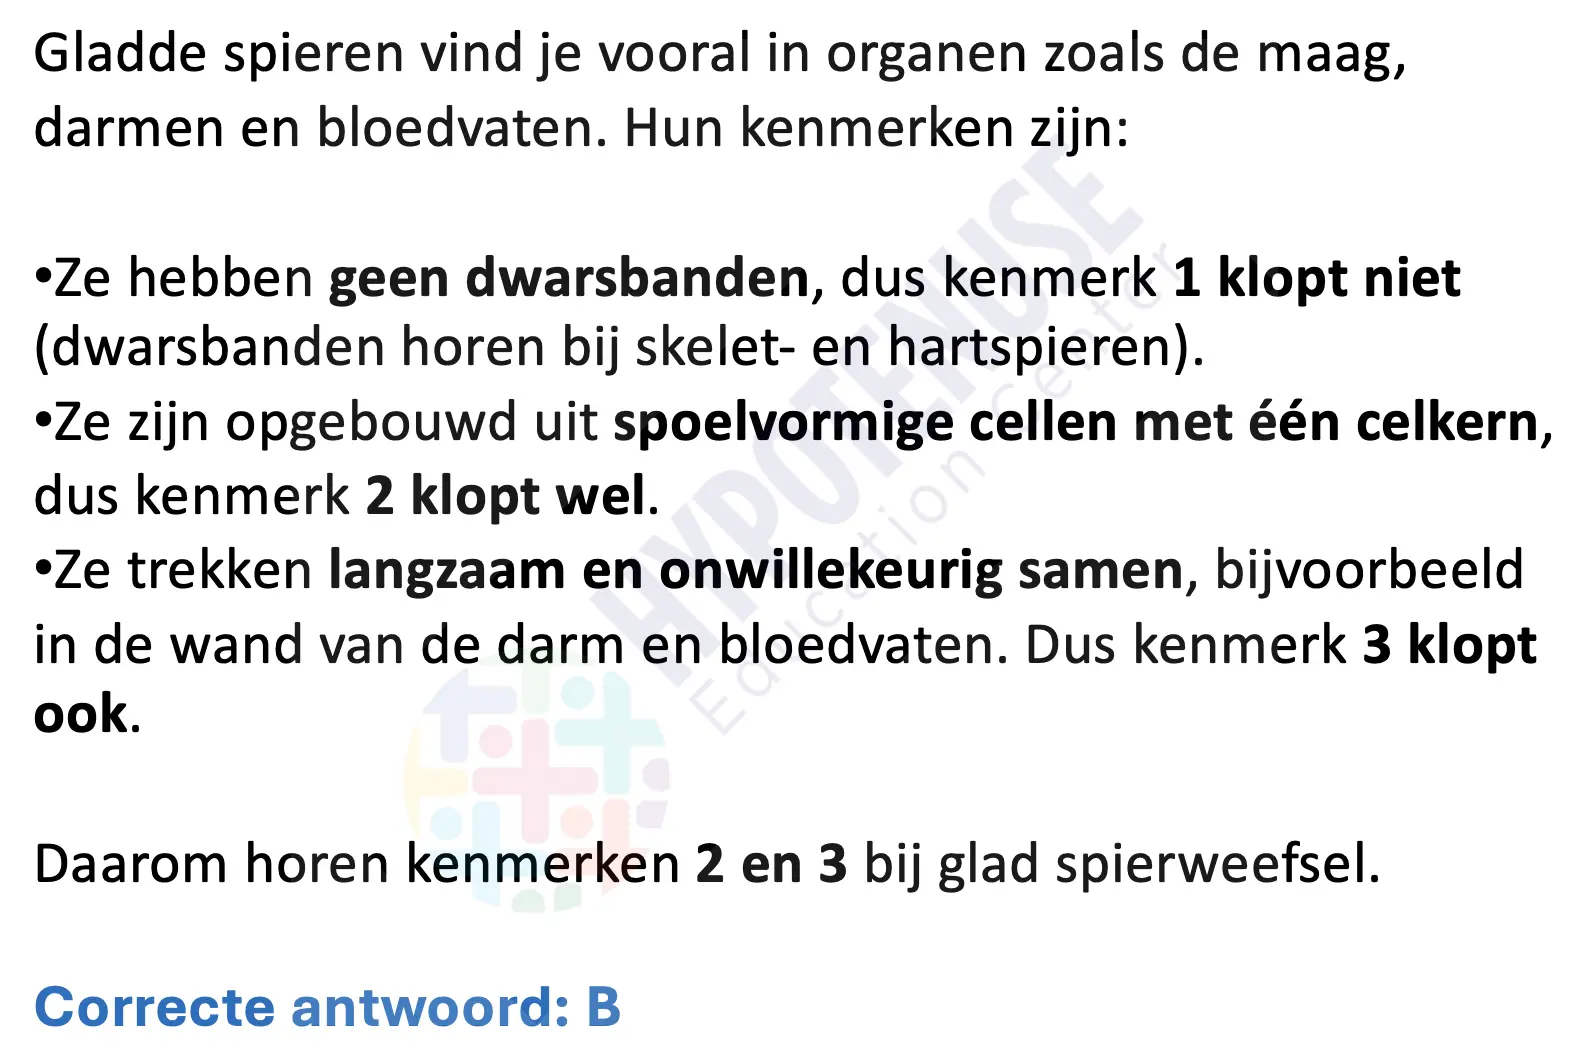 Gladde spieren vind je vooral in organen zoals de maag,
darmen en bloedvaten. Hun kenmerken zijn:
•Ze hebben geen dwarsbanden, dus kenmerk 1 klopt niet
(dwarsbanden horen bij skelet- en hartspieren).
•Ze zijn opgebouwd uit spoelvormige cellen met één celkern,
dus kenmerk 2 klopt wel.
•Ze trekken langzaam en onwillekeurig samen, bijvoorbeeld
in de wand van de darm en bloedvaten. Dus kenmerk 3 klopt
ook.
Daarom horen kenmerken 2 en 3 bij glad spierweefsel.
Correcte antwoord: B
HYPOTENUSE
Education Center